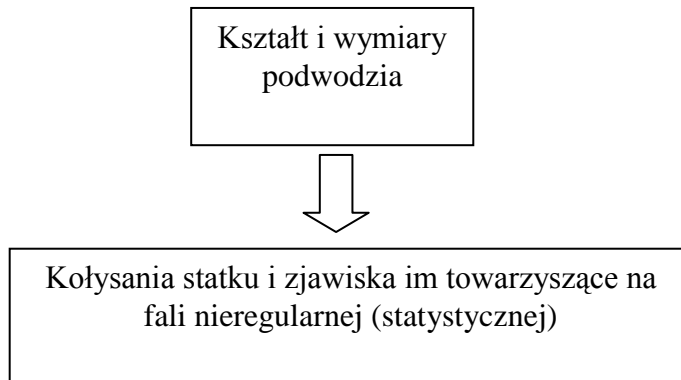 Kształt i wymiary
podwodzia
Kołysania statku i zjawiska im towarzyszące na
fali nieregularnej (statystycznej)